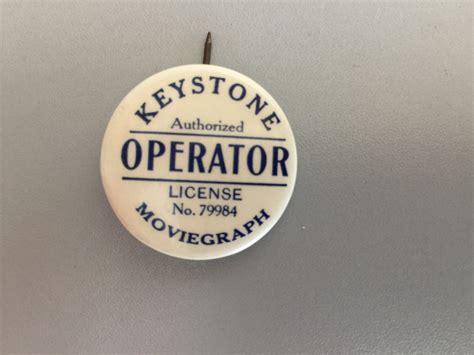 KEYSTONE
Authorized
OPERATOR
LICENSE
No. 79984
MOVIEGRAPH